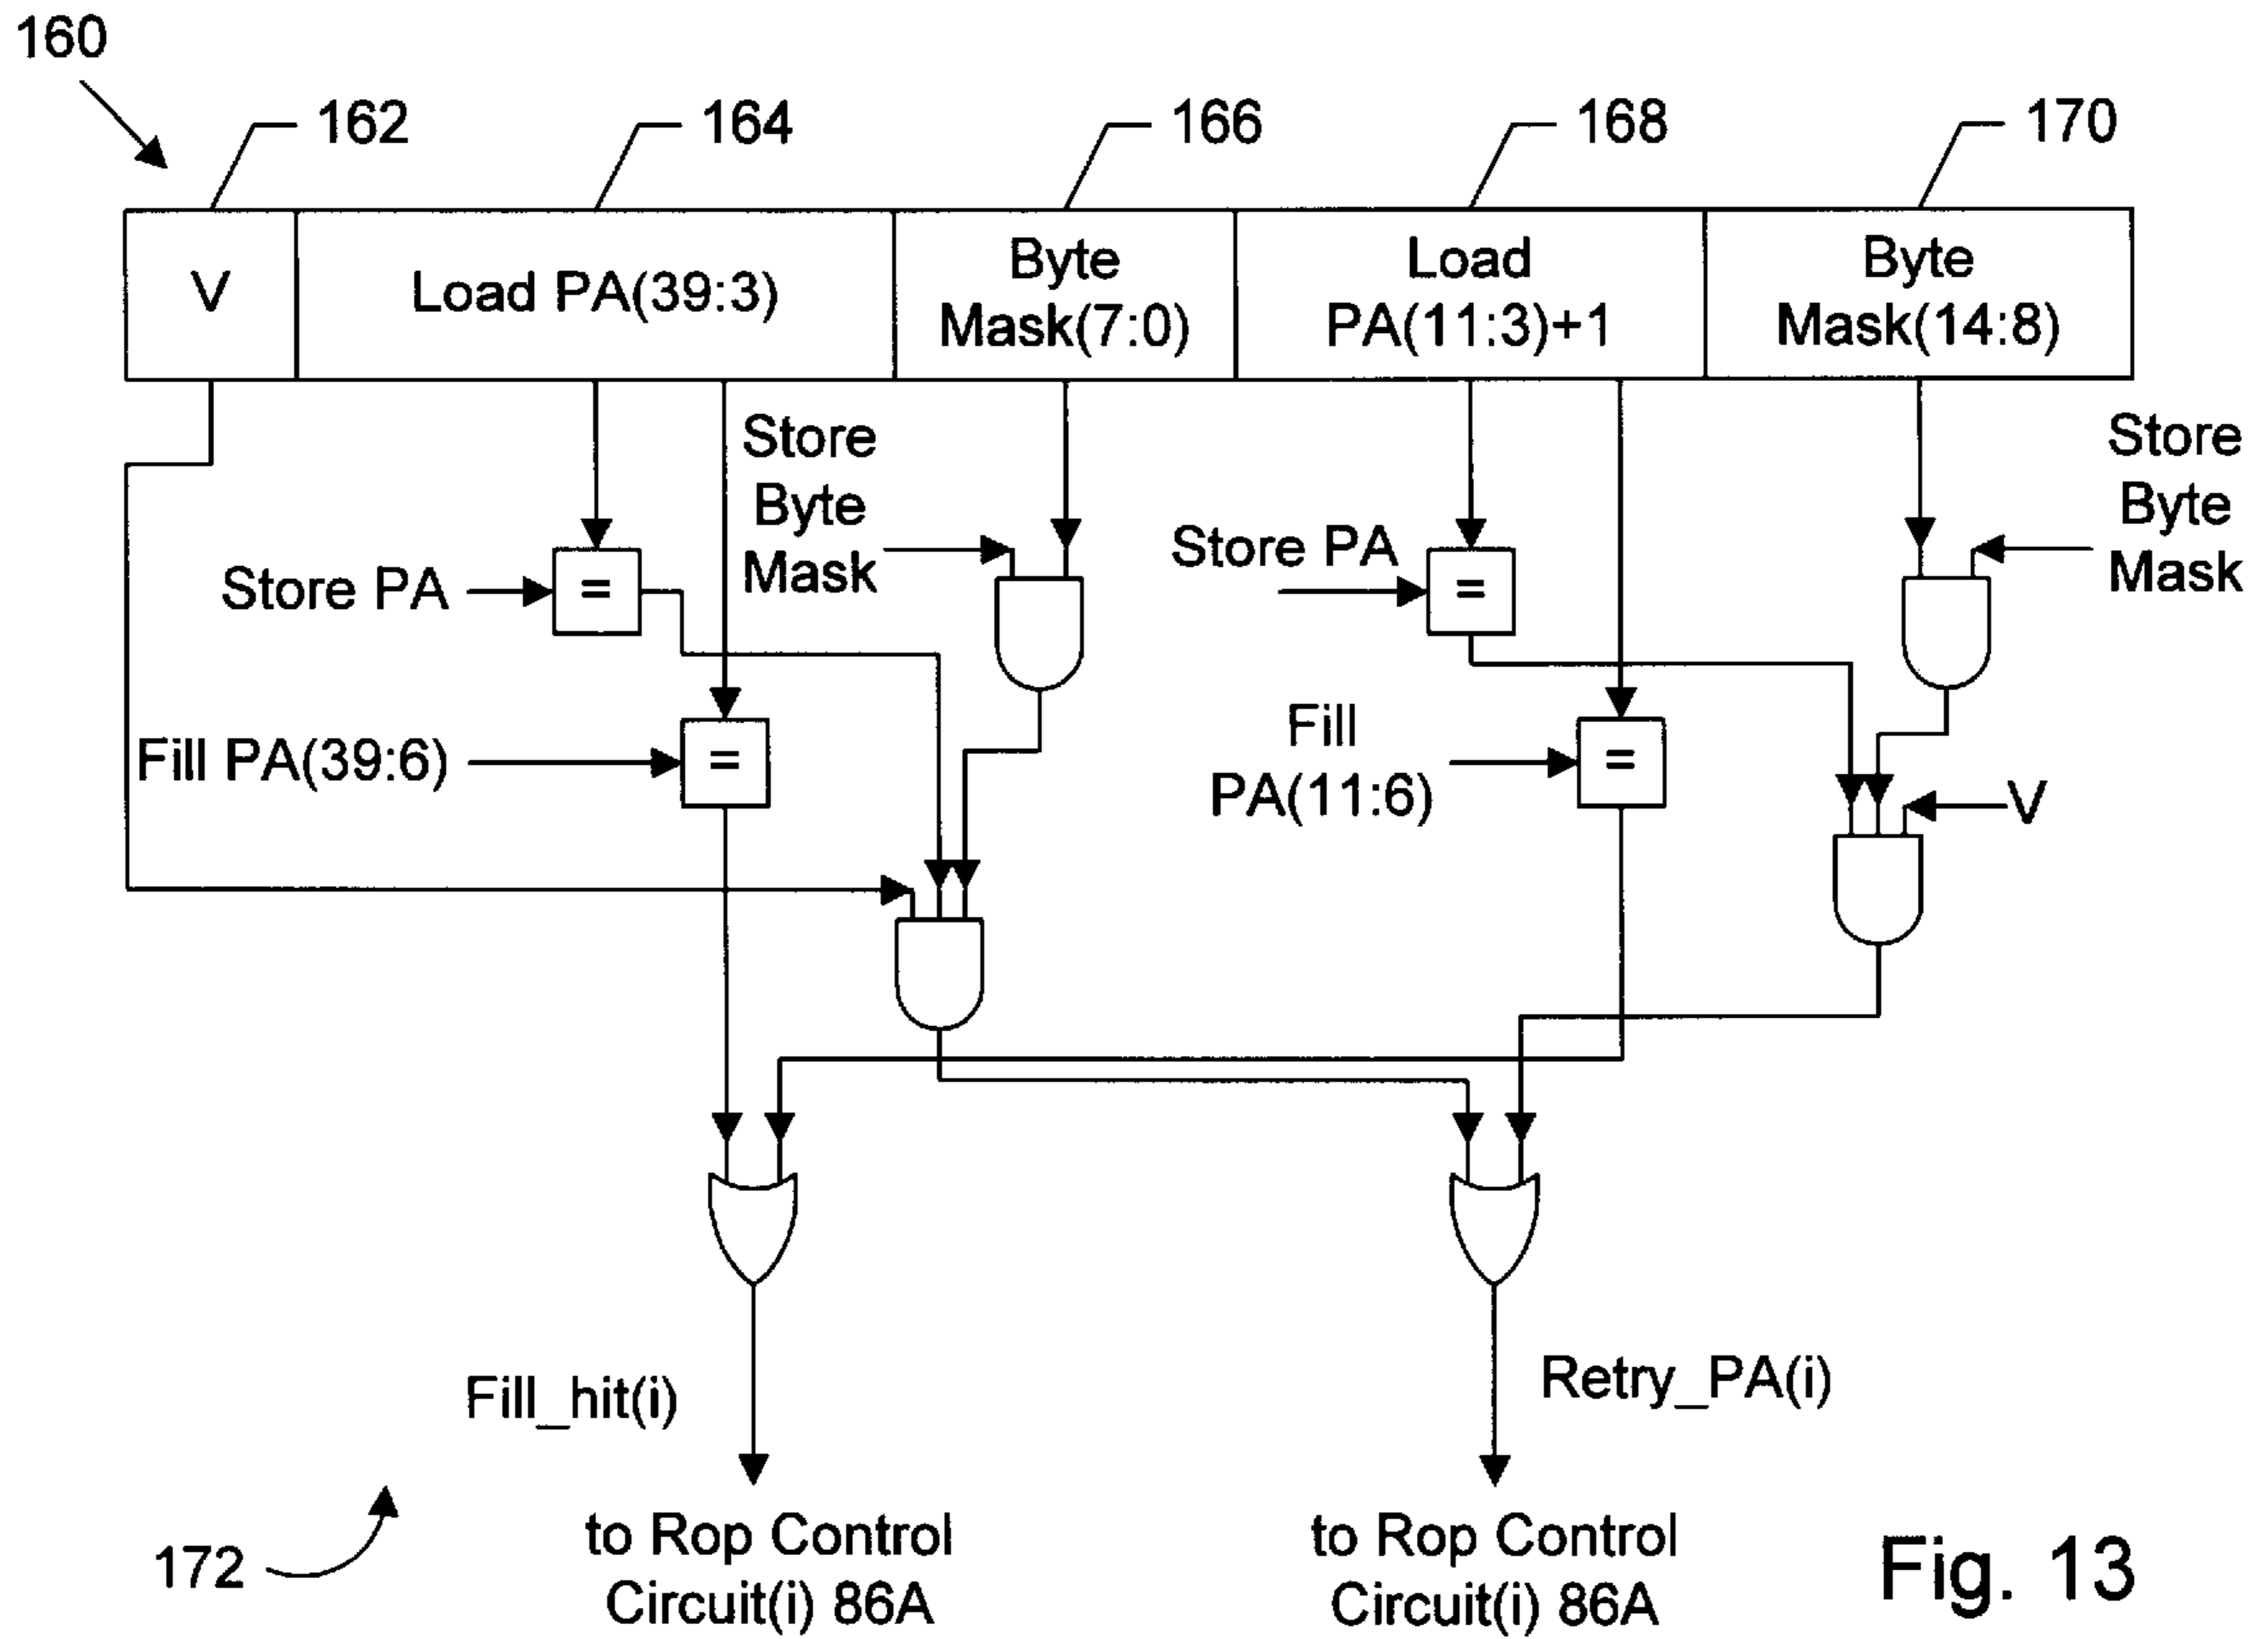 160
162
164
166
168
170
V
Load PA(39:3)
Byte
Mask(7:0)
Load
PA(11:3)+1
Byte
Mask(14:8)
Store
Byte
Mask
Store PA
=
Store PA
=
Store
Byte
Mask
Fill PA(39:6)
=
Fill
PA(11:6)
=
V
Fill_hit(i)
Retry_PA(i)
172
to Rop Control
Circuit(i) 86A
to Rop Control
Circuit(i) 86A
Fig. 13